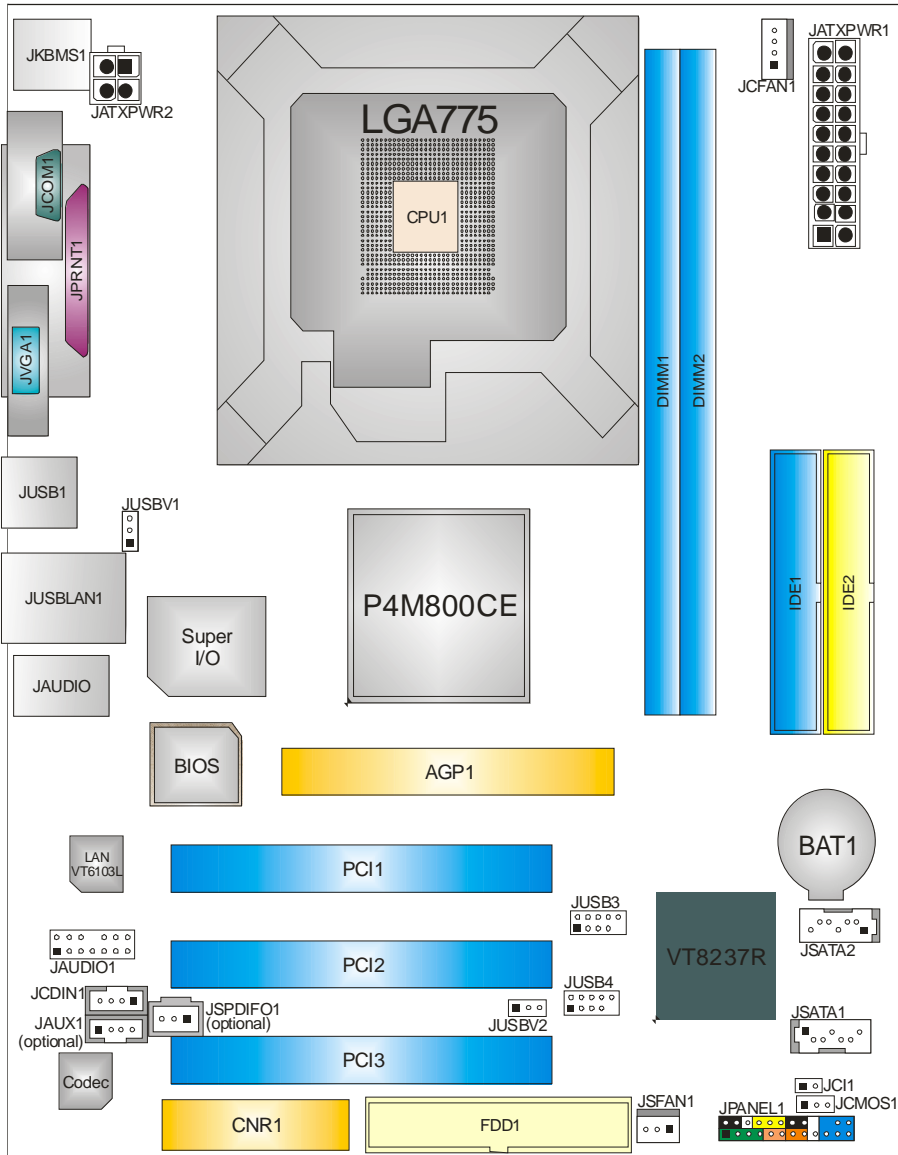 JKBMS1
JATXPWR2
LGA775
CPU1
JCFAN1
JATXPWR1
JCOM1
JPRNT1
JVGA1
DIMM1
DIMM2
JUSB1
JUSBV1
JUSBLAN1
JAUDIO
Super
I/O
P4M800CE
IDE1
IDE2
BIOS
AGP1
BAT1
LAN
VT6103L
PCI1
JUSB3
VT8237R
JSATA2
JAUDIO1
PCI2
JCDIN1
JAUX1
(optional)
JSPDIFO1
(optional)
JUSBV2
JUSB4
JSATA1
Codec
PCI3
JCI1
JCMOS1
JPANEL1
CNR1
FDD1
JSFAN1